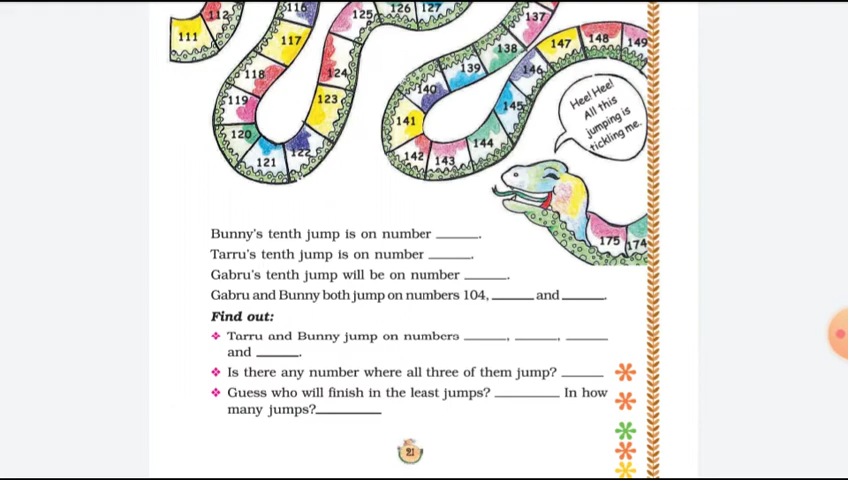 112
116
126 127
125
137
111
117
138
147
148
149
118
124
139
146
119
123
140
145
Hee! Hee!
All this
jumping is
tickling me.
120
141
144
121
122
142
143
175
174
Bunny's tenth jump is on number ______.
Tarru's tenth jump is on number ______.
Gabru's tenth jump will be on number ______.
Gabru and Bunny both jump on numbers 104, ______ and ______.
Find out:
❖ Tarru and Bunny jump on numbers ______, ______, ______
and ______.
❖ Is there any number where all three of them jump? ______
❖ Guess who will finish in the least jumps? ________ In how
many jumps?________
21